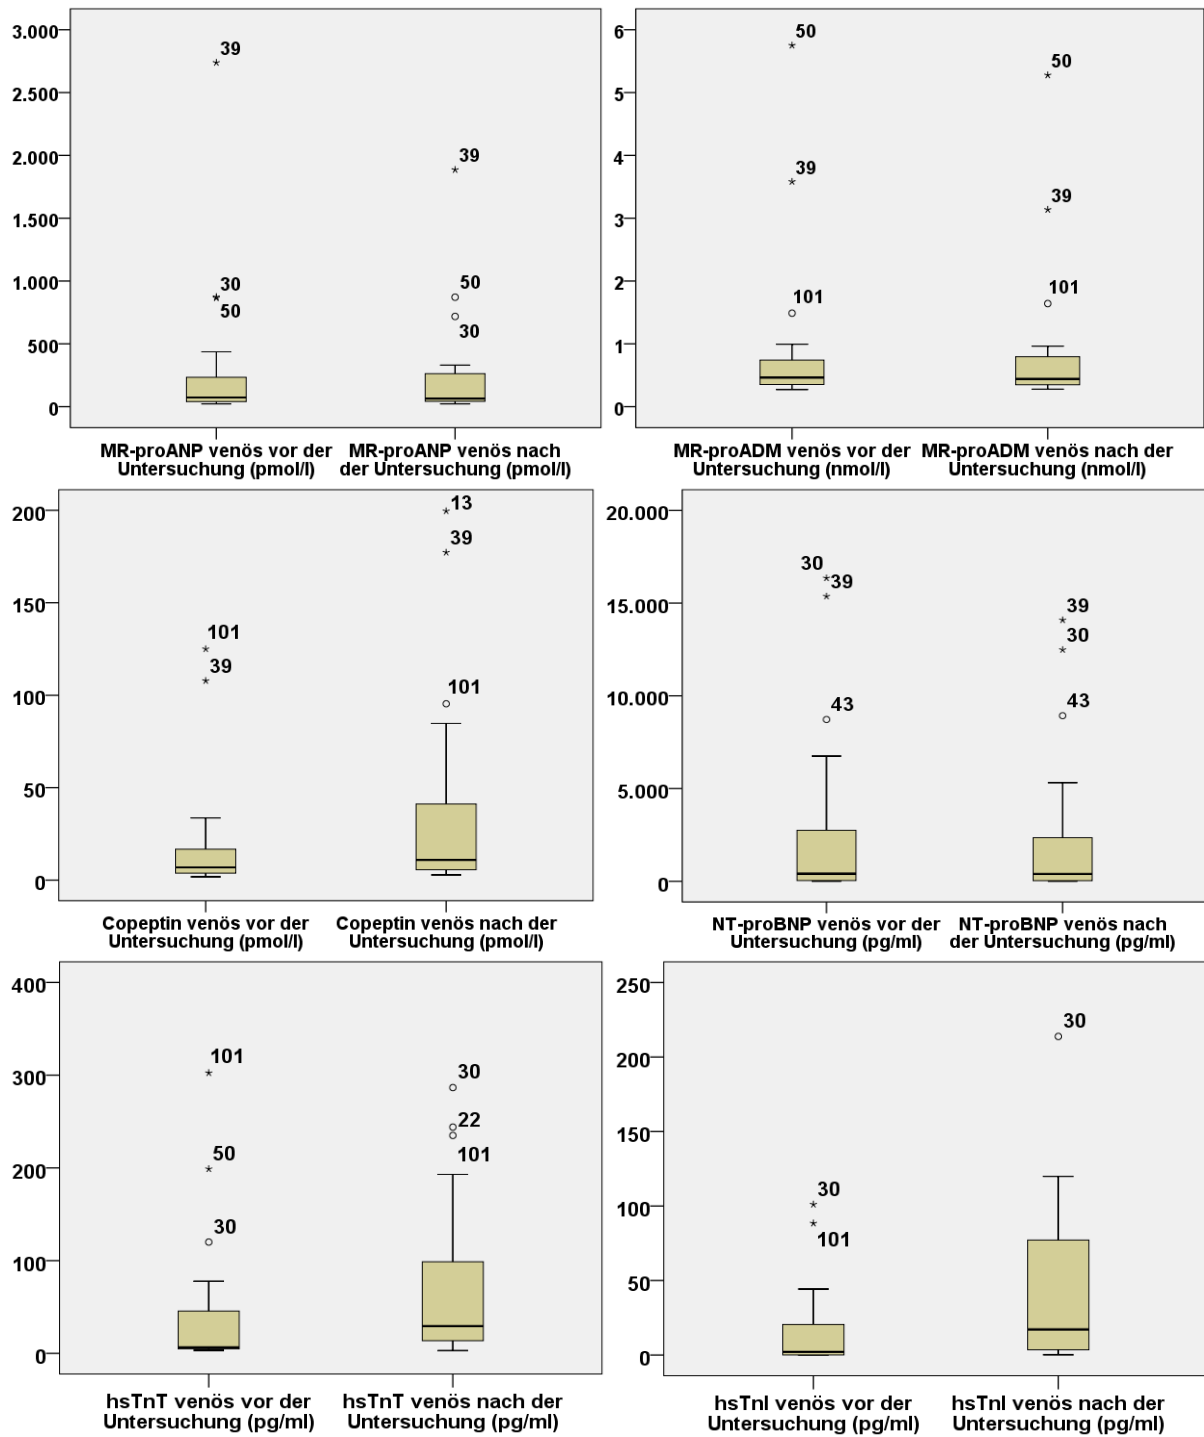 3.000
2.500
2.000
1.500
1.000
500
0
39
30
50
39
50
30
MR-proANP venös vor der
Untersuchung (pmol/l)
MR-proANP venös nach
der Untersuchung (pmol/l)
6
5
4
3
2
1
0
50
39
101
50
39
101
MR-proADM venös vor der
Untersuchung (nmol/l)
MR-proADM venös nach der
Untersuchung (nmol/l)
200
150
100
50
0
101
39
13
39
101
Copeptin venös vor der
Untersuchung (pmol/l)
Copeptin venös nach der
Untersuchung (pmol/l)
20.000
15.000
10.000
5.000
0
30
39
43
39
30
43
NT-proBNP venös vor der
Untersuchung (pg/ml)
NT-proBNP venös nach
der Untersuchung (pg/ml)
400
300
200
100
0
101
50
30
30
22
101
hsTnT venös vor der
Untersuchung (pg/ml)
hsTnT venös nach der
Untersuchung (pg/ml)
250
200
150
100
50
0
30
101
30
hsTnI venös vor der
Untersuchung (pg/ml)
hsTnI venös nach der
Untersuchung (pg/ml)